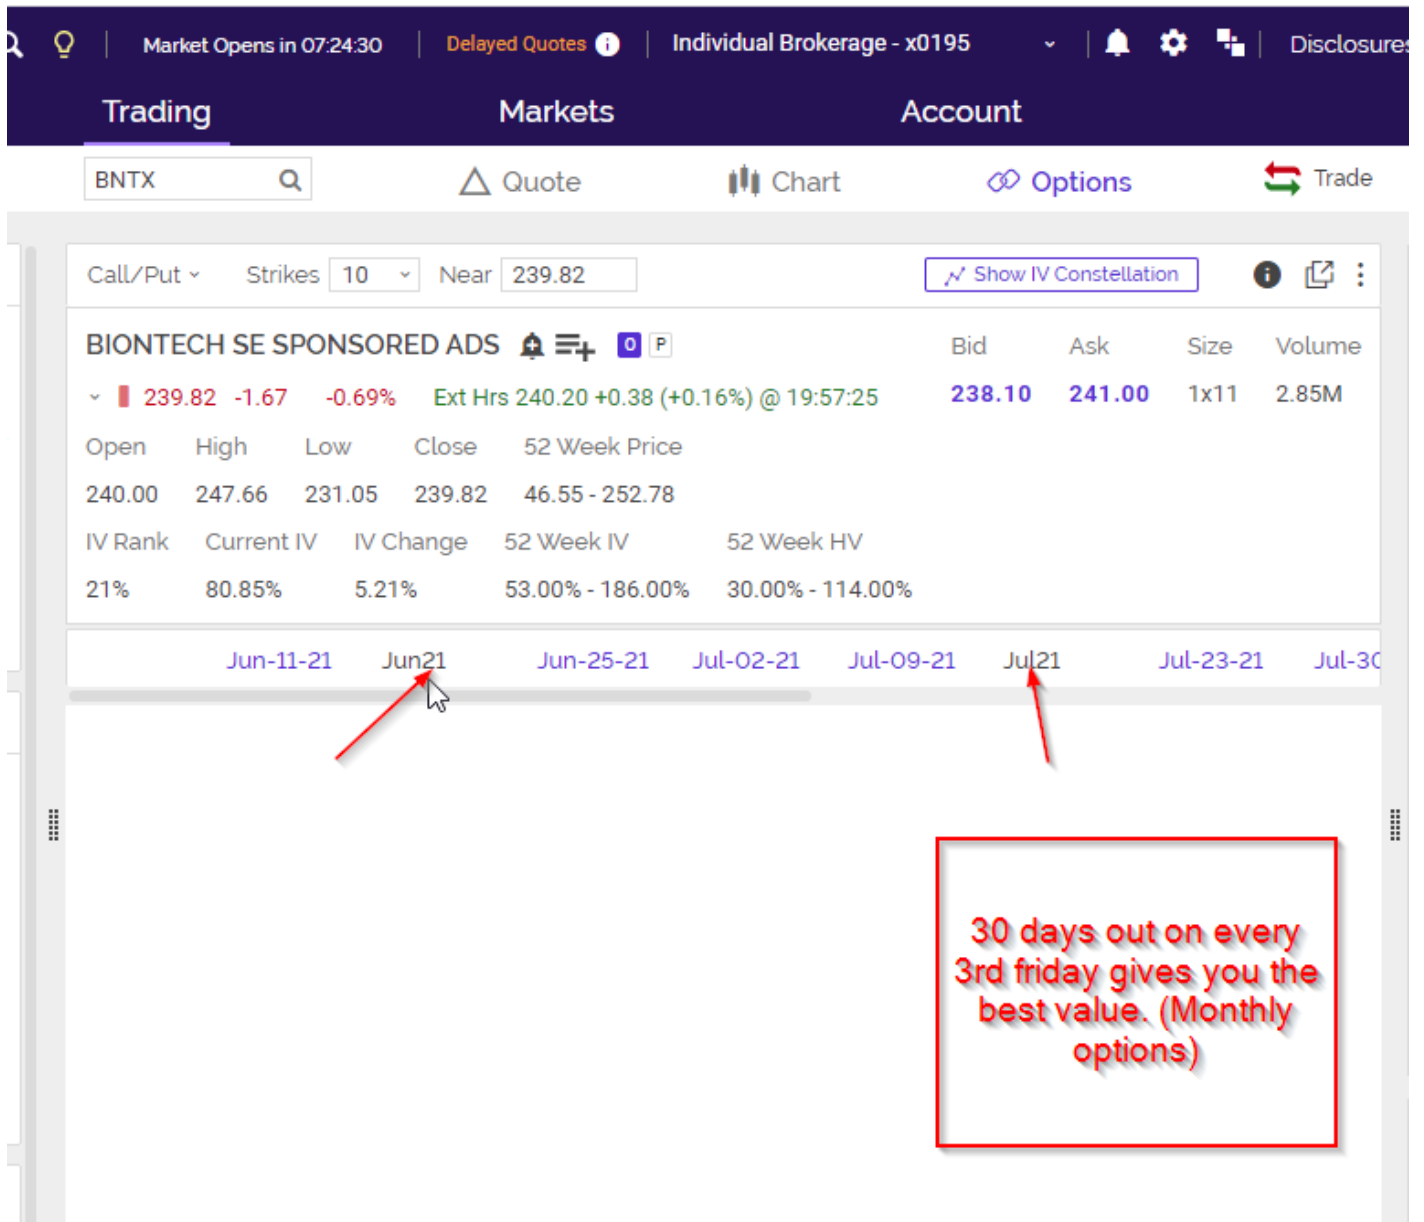 Market Opens in 07:24:30 Delayed Quotes i Individual Brokerage - x0195 Disclosures
Trading Markets Account
BNTX Quote Chart Options Trade
Call/Put Strikes 10 Near 239.82 Show IV Constellation i
BIONTECH SE SPONSORED ADS O P Bid Ask Size Volume
239.82 -1.67 -0.69% Ext Hrs 240.20 +0.38 (+0.16%) @ 19:57:25 238.10 241.00 1x11 2.85M
Open High Low Close 52 Week Price
240.00 247.66 231.05 239.82 46.55 - 252.78
IV Rank Current IV IV Change 52 Week IV 52 Week HV
21% 80.85% 5.21% 53.00% - 186.00% 30.00% - 114.00%
Jun-11-21 Jun21 Jun-25-21 Jul-02-21 Jul-09-21 Jul21 Jul-23-21 Jul-30
30 days out on every
3rd friday gives you the
best value. (Monthly
options)